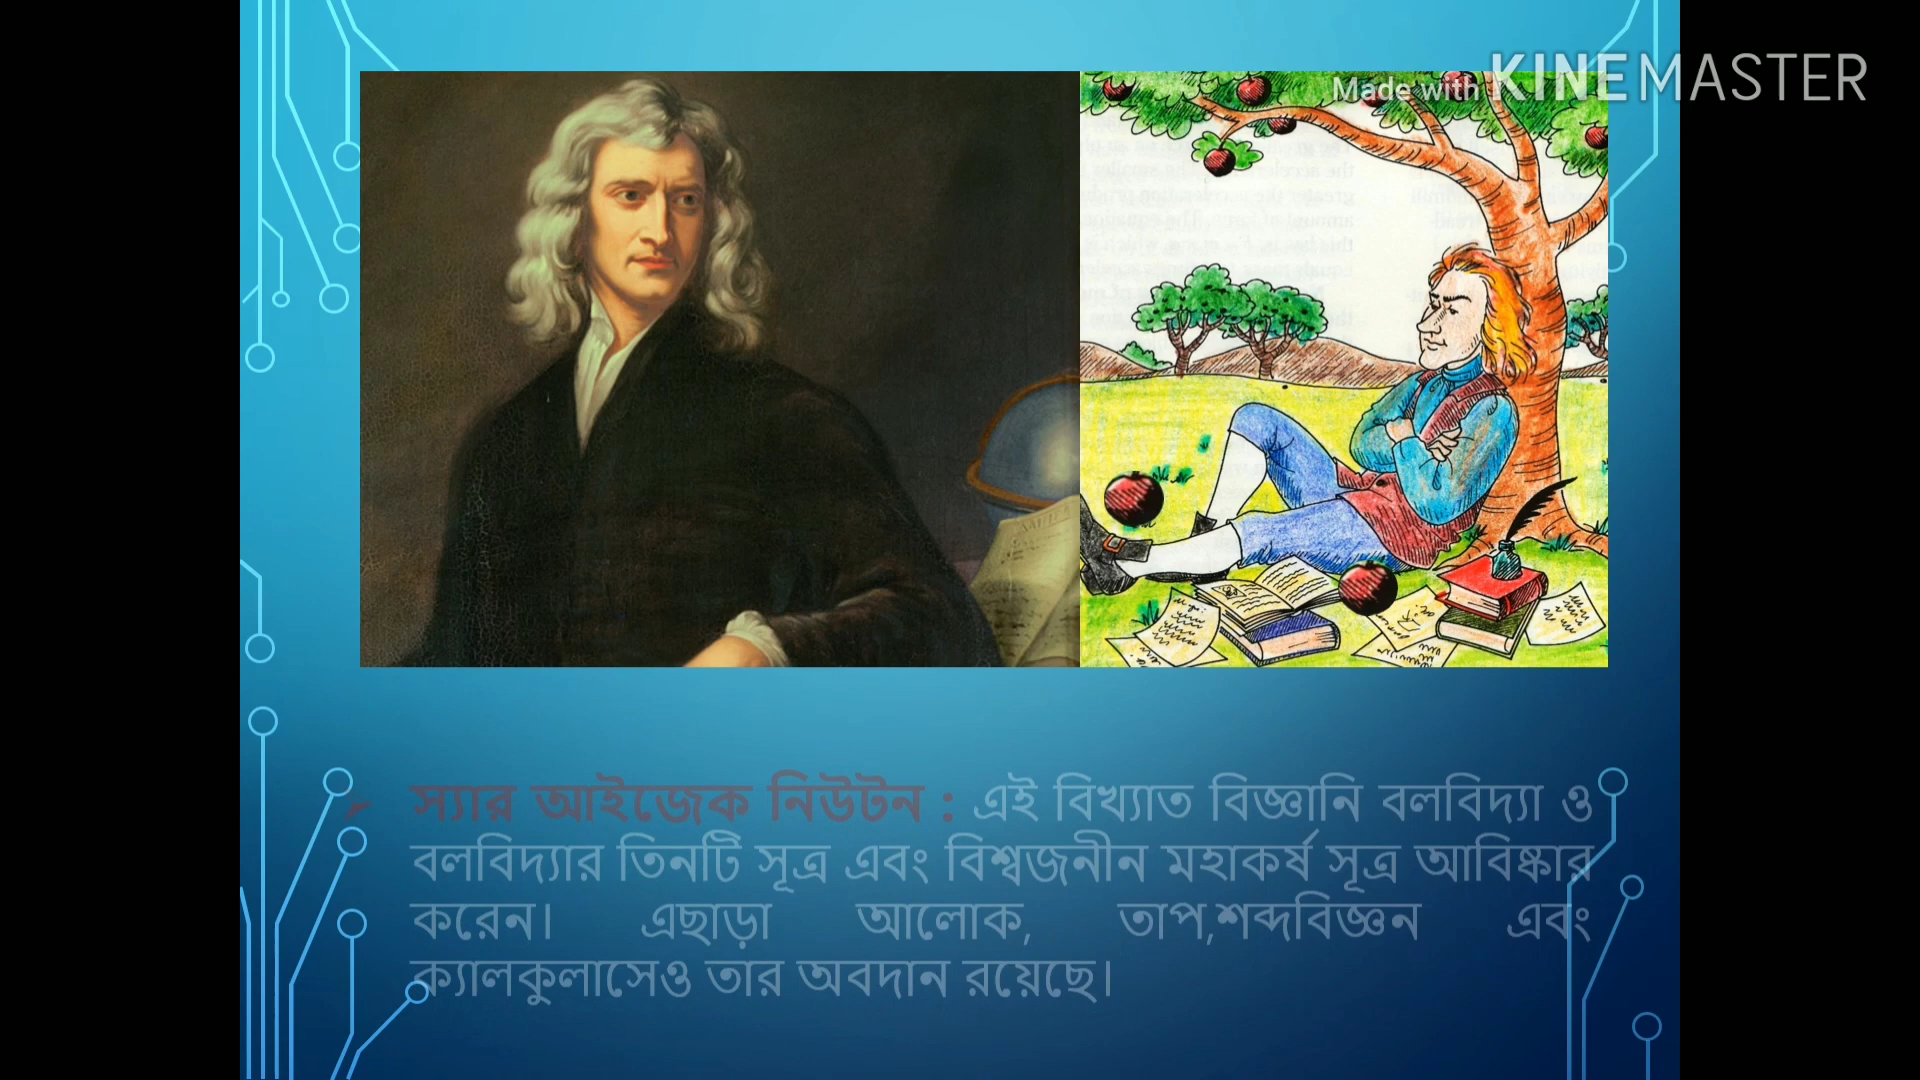 Made with KINEMASTER
স্যার আইজেক নিউটন : এই বিখ্যাত বিজ্ঞানি বলবিদ্যা ও
বলবিদ্যার তিনটি সূত্র এবং বিশ্বজনীন মহাকর্ষ সূত্র আবিষ্কার
করেন। এছাড়া আলোক, তাপ,শব্দবিজ্ঞন এবং
ক্যালকুলাসেও তার অবদান রয়েছে।